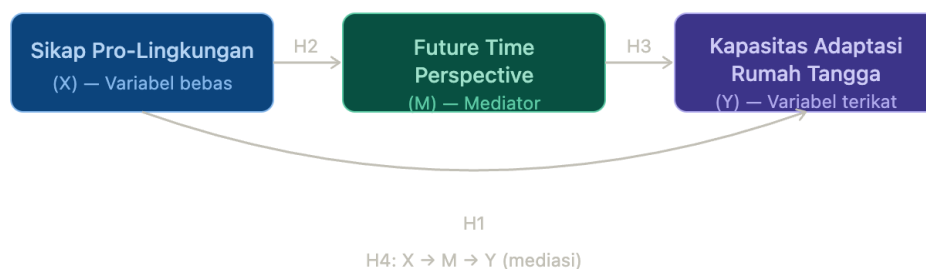 Sikap Pro-Lingkungan
(X) — Variabel bebas
H2
Future Time
Perspective
(M) — Mediator
H3
Kapasitas Adaptasi
Rumah Tangga
(Y) — Variabel terikat
H1
H4: X → M → Y (mediasi)